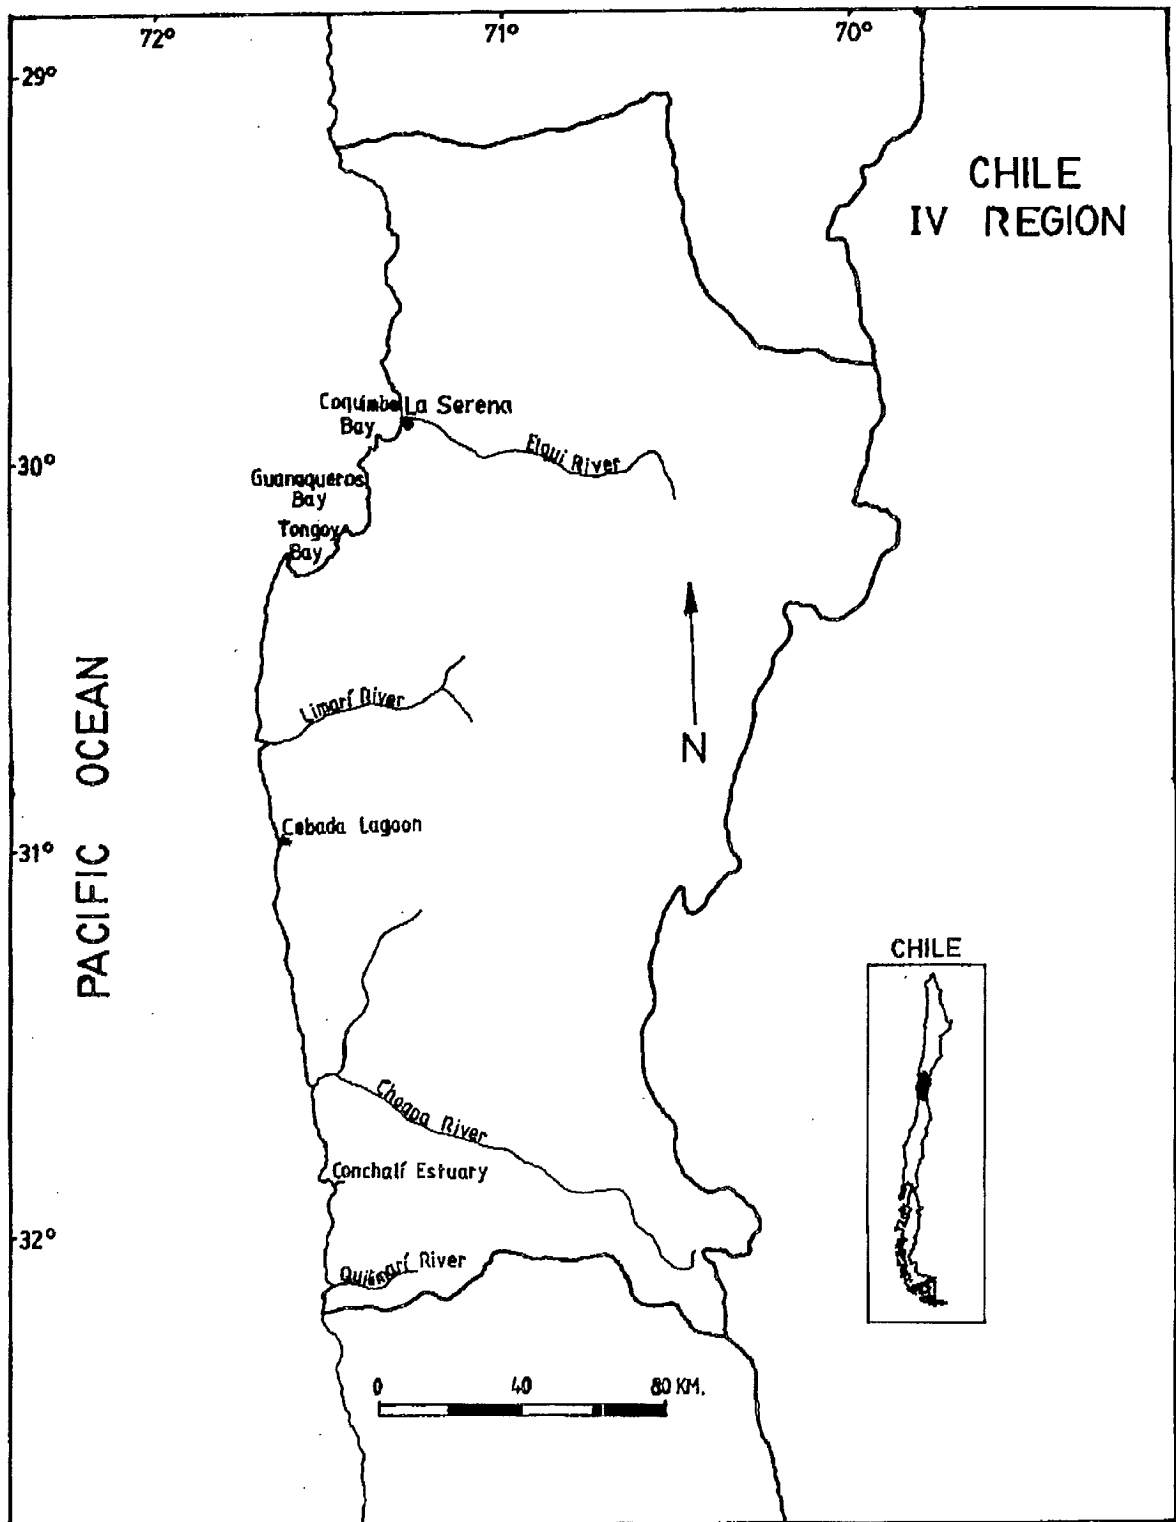 72° 71° 70°
29°
CHILE
IV REGION
Coquimbo
Bay
La Serena
Elqui River
30°
Guanaqueros
Bay
Tongoy
Bay
N
PACIFIC OCEAN
Limarí River
Cebada Lagoon
31°
CHILE
Choapa River
Conchalí Estuary
32°
Quilimarí River
0 40 80 KM.